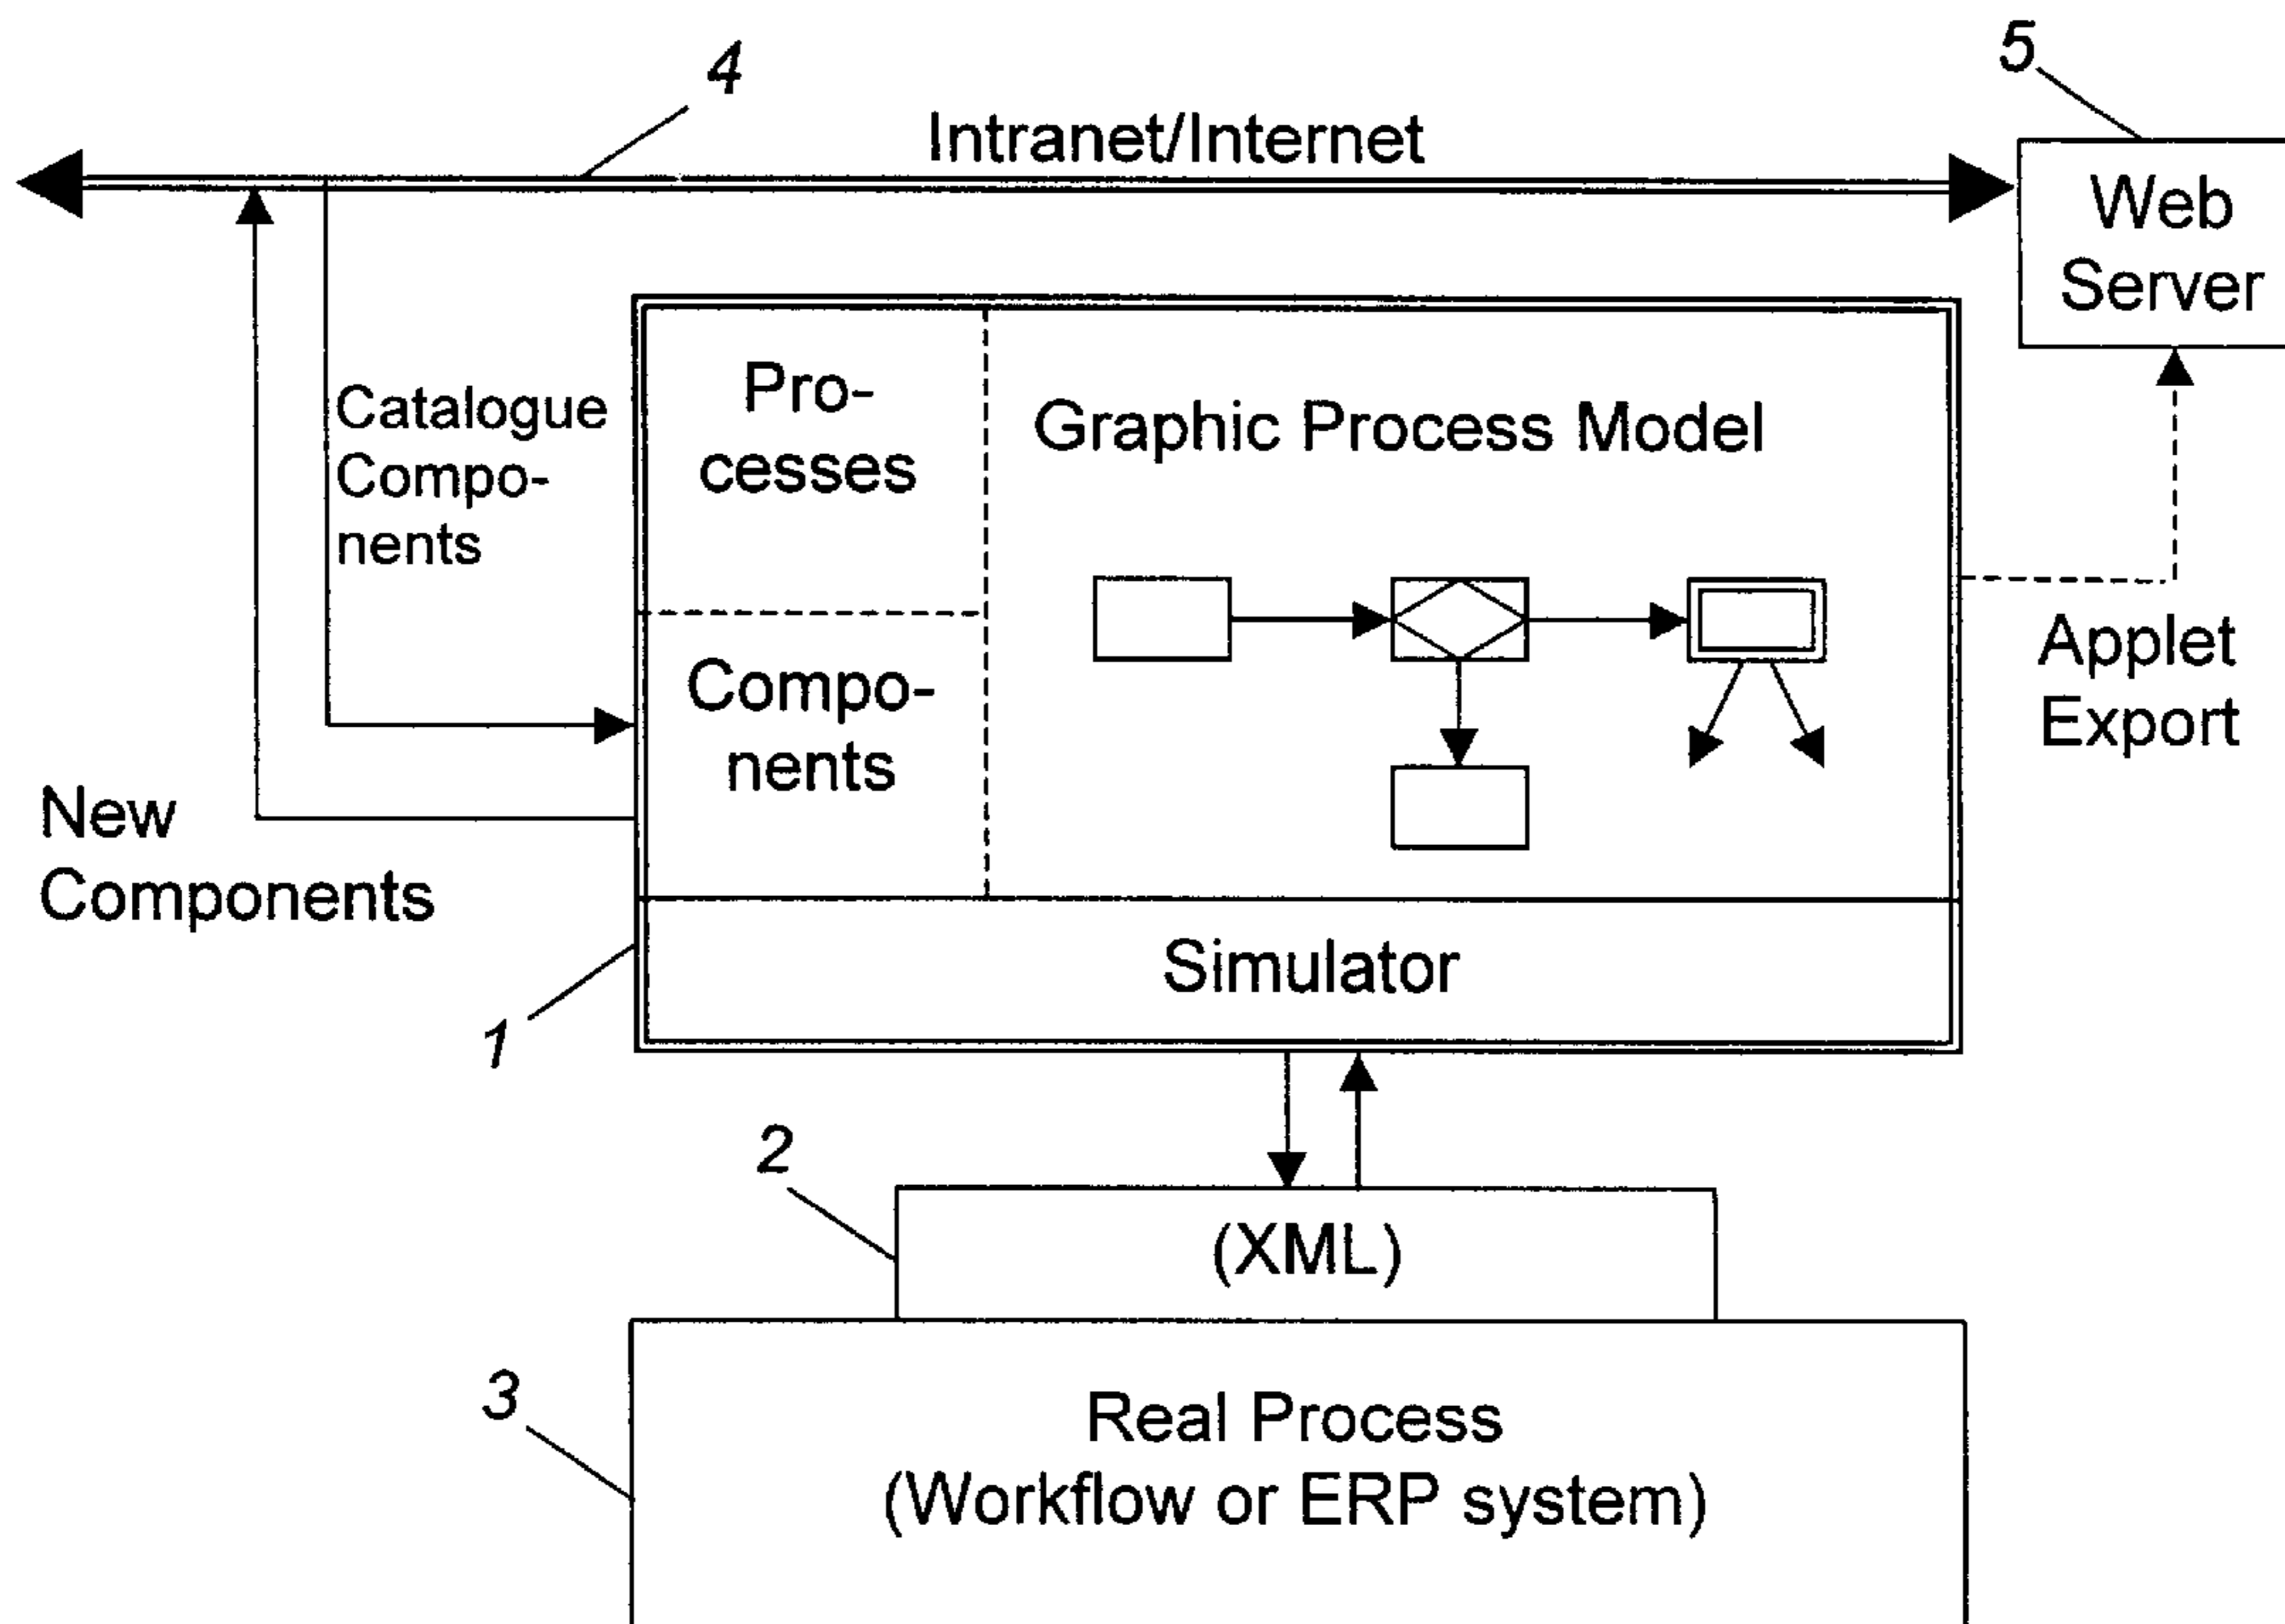 4
5
Intranet/Internet
Web
Server
Pro-
cesses
Graphic Process Model
Catalogue
Compo-
nents
Applet
Export
Compo-
nents
New
Components
Simulator
1
2
(XML)
3
Real Process
(Workflow or ERP system)